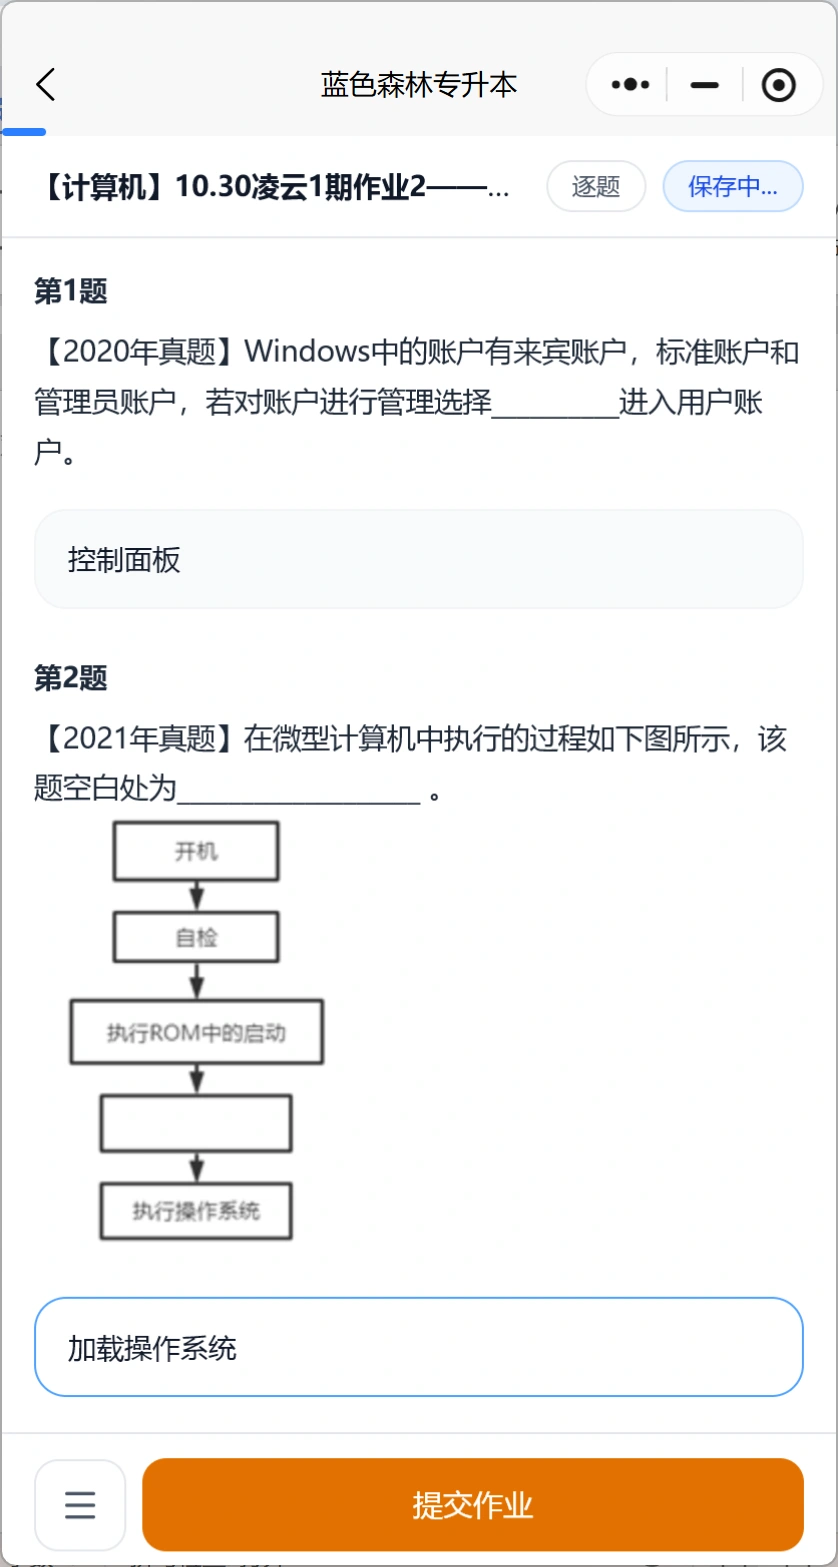 蓝色森林专升本
【计算机】10.30凌云1期作业2——...
逐题
保存中...
第1题
【2020年真题】Windows中的账户有来宾账户，标准账户和
管理员账户，若对账户进行管理选择_________进入用户账
户。
控制面板
第2题
【2021年真题】在微型计算机中执行的过程如下图所示，该
题空白处为_________________ 。
开机
自检
执行ROM中的启动
执行操作系统
加载操作系统
提交作业